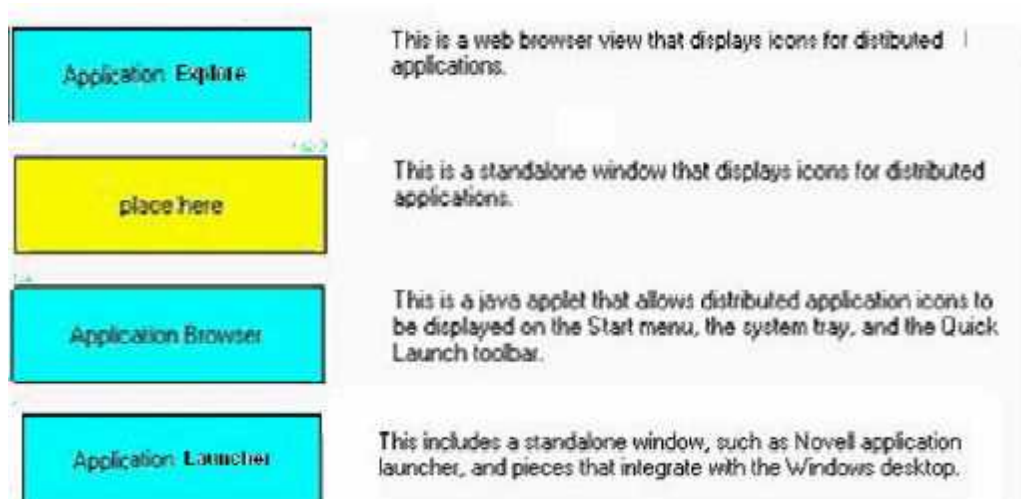 Application Explore
This is a web browser view that displays icons for distibuted
applications.
place here
This is a standalone window that displays icons for distributed
applications.
Application Browser
This is a java applet that allows distributed application icons to
be displayed on the Start menu, the system tray, and the Quick
Launch toolbar.
Application Launcher
This includes a standalone window, such as Novell application
launcher, and pieces that integrate with the Windows desktop.